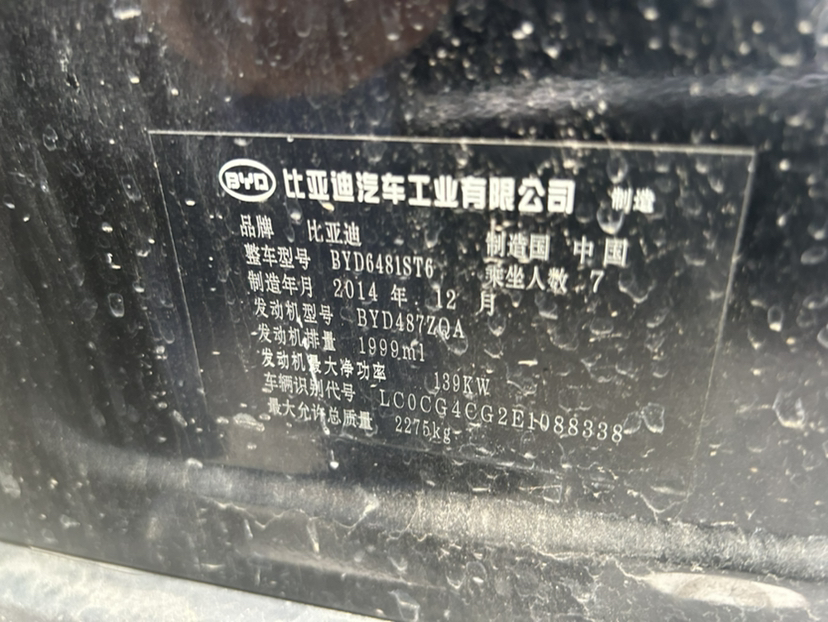 BYD 比亚迪汽车工业有限公司 制造
品牌 比亚迪 制造国 中国
整车型号 BYD6481ST6 乘坐人数 7
制造年月 2014 年 12 月
发动机型号 BYD487ZQA
发动机排量 1999ml
发动机最大净功率 139KW
车辆识别代号 LC0CG4CG2E1088338
最大允许总质量 2275kg